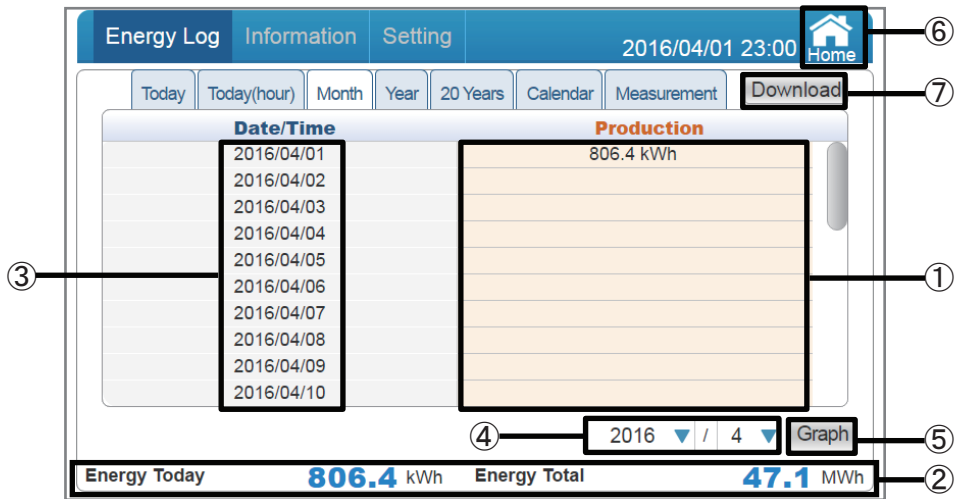 Energy Log Information Setting 2016/04/01 23:00 Home ⑥
Today Today(hour) Month Year 20 Years Calendar Measurement Download ⑦
Date/Time Production
2016/04/01 806.4 kWh
2016/04/02
2016/04/03
2016/04/04
2016/04/05
③ ①
2016/04/06
2016/04/07
2016/04/08
2016/04/09
2016/04/10
④ 2016 ▼ / 4 ▼ Graph ⑤
Energy Today 806.4 kWh Energy Total 47.1 MWh ②